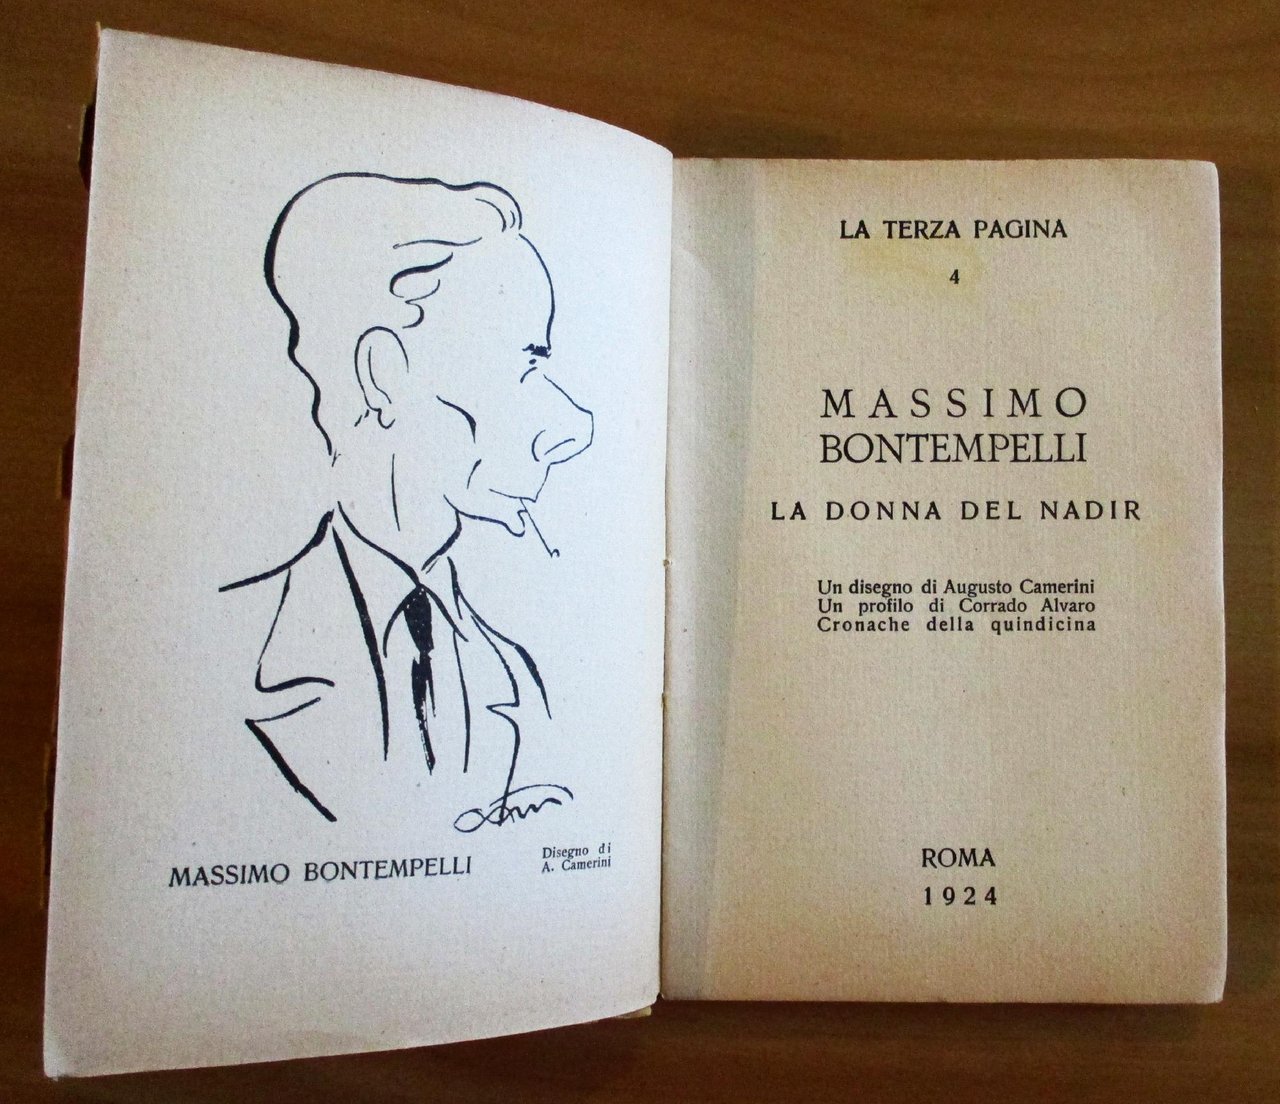 MASSIMO BONTEMPELLI
Disegno di
A. Camerini
LA TERZA PAGINA
4
MASSIMO
BONTEMPELLI
LA DONNA DEL NADIR
Un disegno di Augusto Camerini
Un profilo di Corrado Alvaro
Cronache della quindicina
ROMA
1924